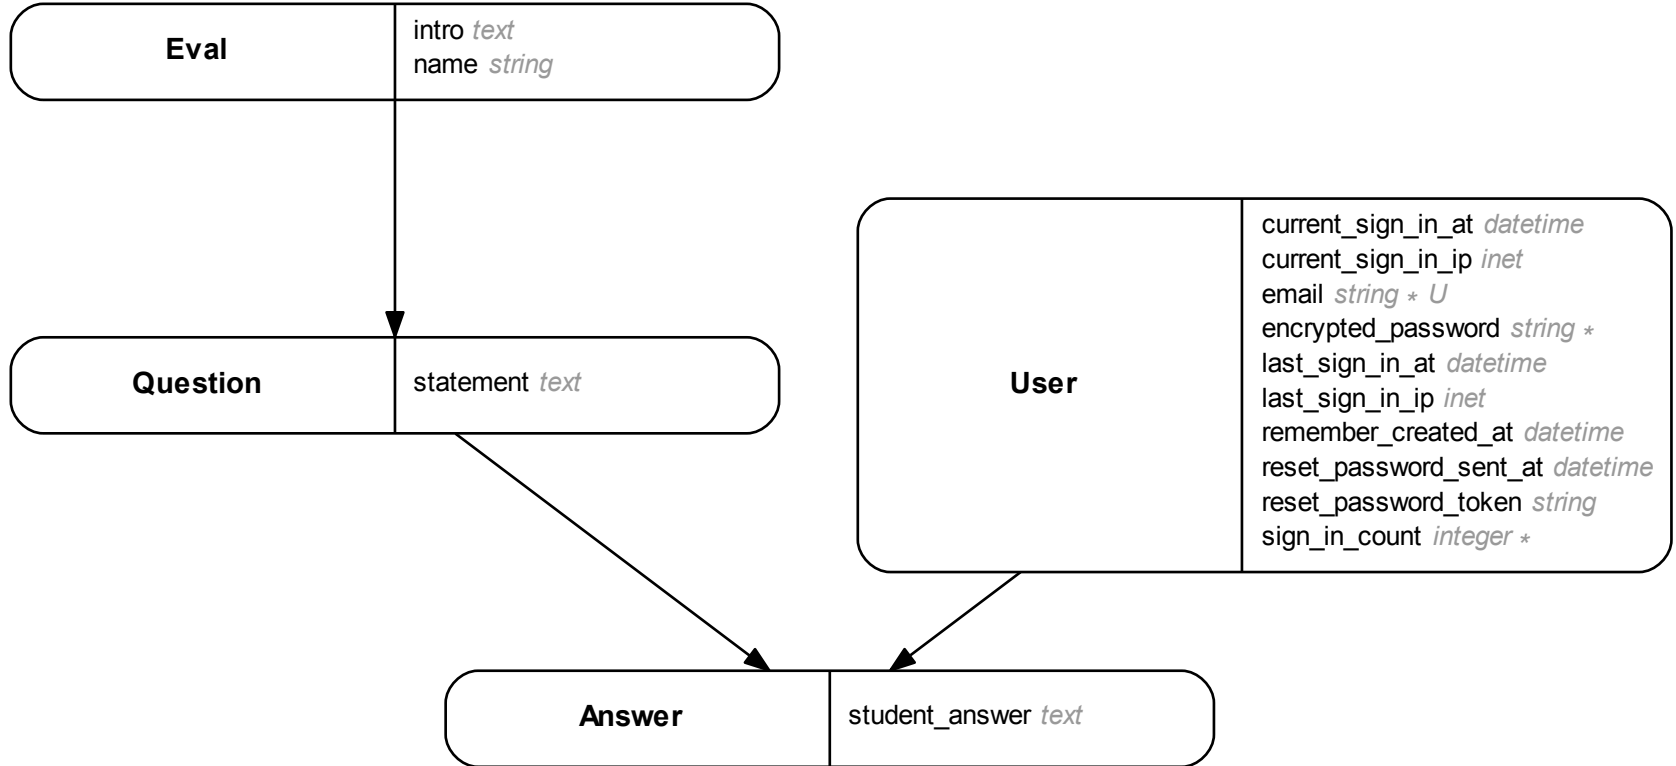 Eval
intro text
name string
Question
statement text
User
current_sign_in_at datetime
current_sign_in_ip inet
email string * U
encrypted_password string *
last_sign_in_at datetime
last_sign_in_ip inet
remember_created_at datetime
reset_password_sent_at datetime
reset_password_token string
sign_in_count integer *
Answer
student_answer text